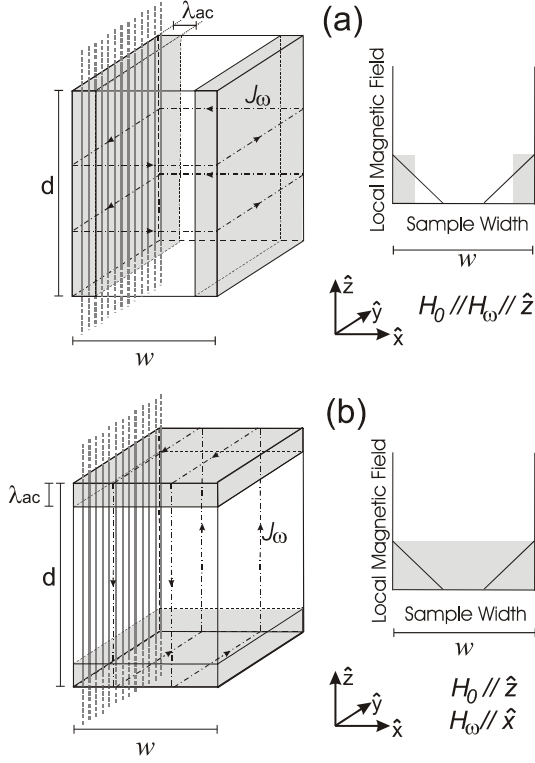 λac
(a)
Jω
d
w
Local Magnetic Field
Sample Width
w
ẑ
ŷ
x̂
H0 // Hω // ẑ
(b)
λac
Jω
d
w
Local Magnetic Field
Sample Width
w
ẑ
ŷ
x̂
H0 // ẑ
Hω // x̂